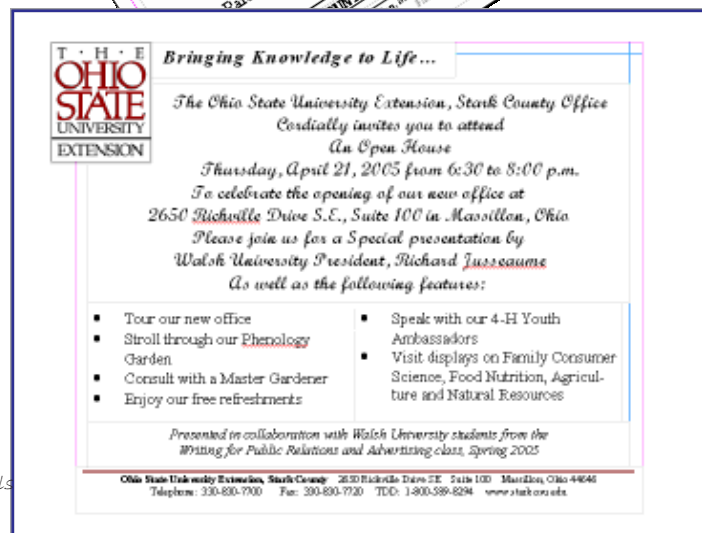 T · H · E
OHIO
STATE
UNIVERSITY
EXTENSION
Bringing Knowledge to Life...
The Ohio State University Extension, Stark County Office
Cordially invites you to attend
An Open House
Thursday, April 21, 2005 from 6:30 to 8:00 p.m.
To celebrate the opening of our new office at
2650 Richville Drive S.E., Suite 100 in Massillon, Ohio
Please join us for a Special presentation by
Walsh University President, Richard Jusseaume
As well as the following features:
• Tour our new office
• Stroll through our Phenology
Garden
• Consult with a Master Gardener
• Enjoy our free refreshments
• Speak with our 4-H Youth
Ambassadors
• Visit displays on Family Consumer
Science, Food Nutrition, Agricul-
ture and Natural Resources
Presented in collaboration with Walsh University students from the
Writing for Public Relations and Advertising class, Spring 2005
Ohio State University Extension, Stark County 2650 Richville Drive SE Suite 100 Massillon, Ohio 44646
Telephone: 330-830-7700 Fax: 330-830-7720 TDD: 1-800-589-8294 www.stark.osu.edu